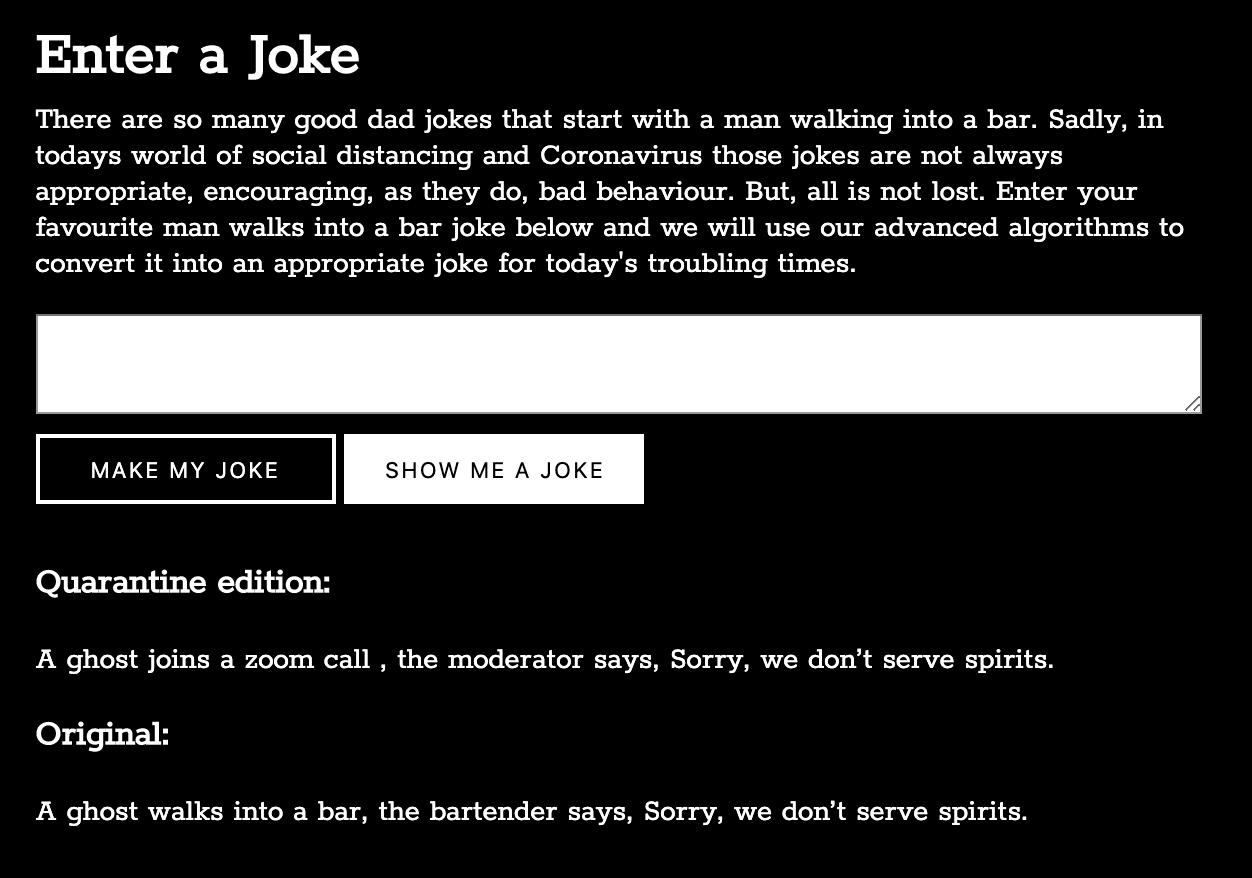 Enter a Joke
There are so many good dad jokes that start with a man walking into a bar. Sadly, in
todays world of social distancing and Coronavirus those jokes are not always
appropriate, encouraging, as they do, bad behaviour. But, all is not lost. Enter your
favourite man walks into a bar joke below and we will use our advanced algorithms to
convert it into an appropriate joke for today's troubling times.
MAKE MY JOKE SHOW ME A JOKE
Quarantine edition:
A ghost joins a zoom call , the moderator says, Sorry, we don’t serve spirits.
Original:
A ghost walks into a bar, the bartender says, Sorry, we don’t serve spirits.